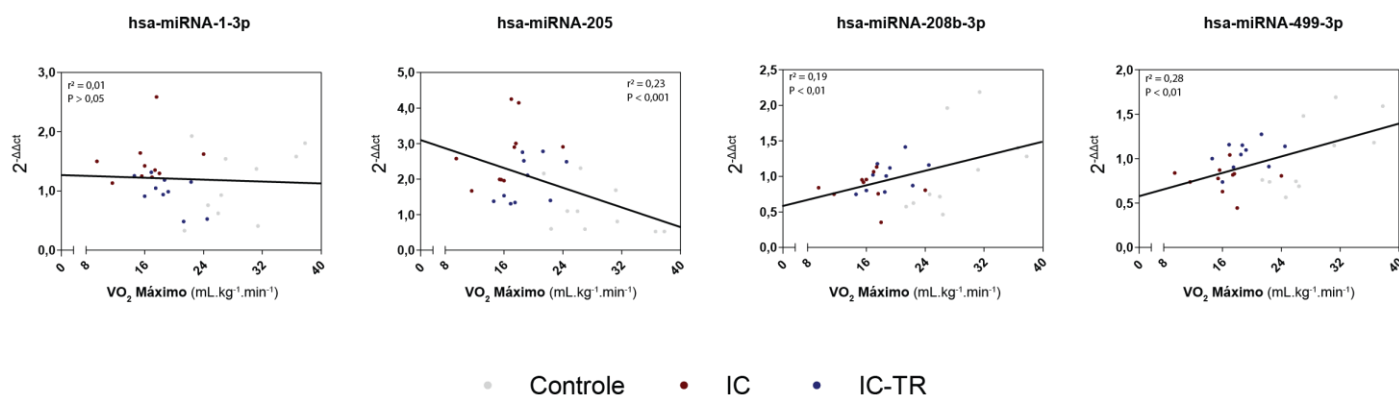 hsa-miRNA-1-3p
3,0
2,0
1,0
0,0
2-ΔΔct
r² = 0,01
P > 0,05
0
8
16
24
32
40
VO₂ Máximo (mL.kg⁻¹.min⁻¹)
hsa-miRNA-205
5,0
4,0
3,0
2,0
1,0
0,0
2-ΔΔct
r² = 0,23
P < 0,001
0
8
16
24
32
40
VO₂ Máximo (mL.kg⁻¹.min⁻¹)
hsa-miRNA-208b-3p
2,5
2,0
1,5
1,0
0,5
0,0
2-ΔΔct
r² = 0,19
P < 0,01
0
8
16
24
32
40
VO₂ Máximo (mL.kg⁻¹.min⁻¹)
hsa-miRNA-499-3p
2,0
1,5
1,0
0,5
0,0
2-ΔΔct
r² = 0,28
P < 0,01
0
8
16
24
32
40
VO₂ Máximo (mL.kg⁻¹.min⁻¹)
Controle
IC
IC-TR